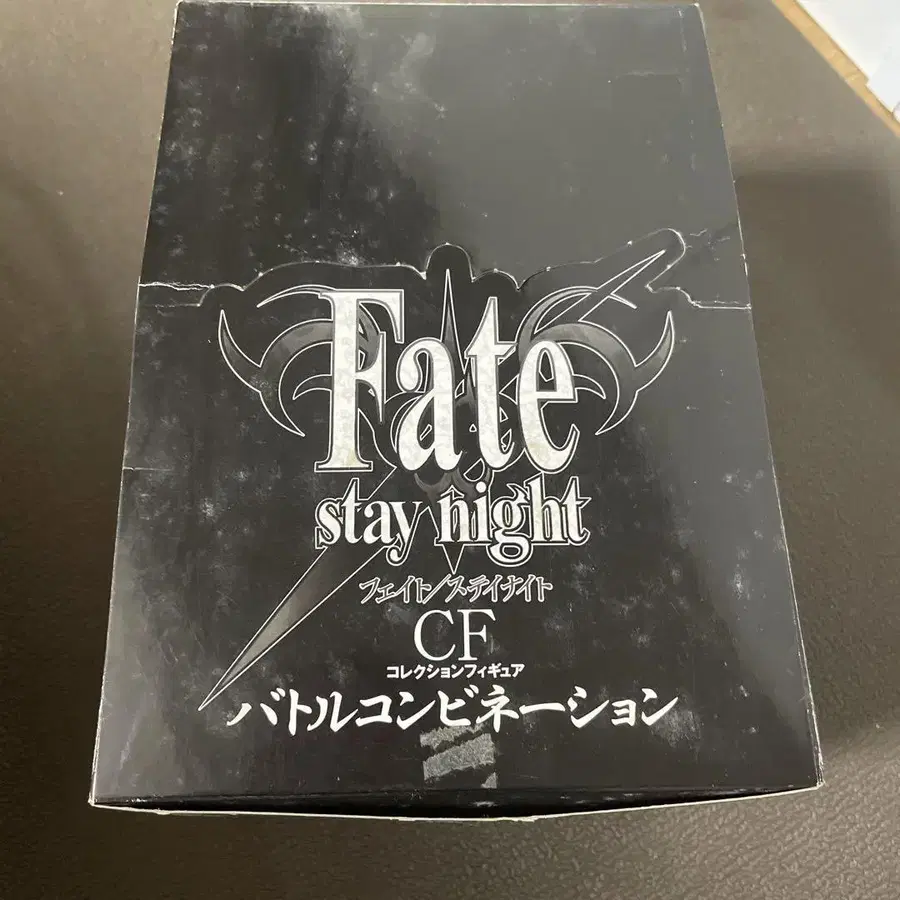 Fate
stay night
フェイト/ステイナイト
CF
コレクションフィギュア
バトルコンビネーション